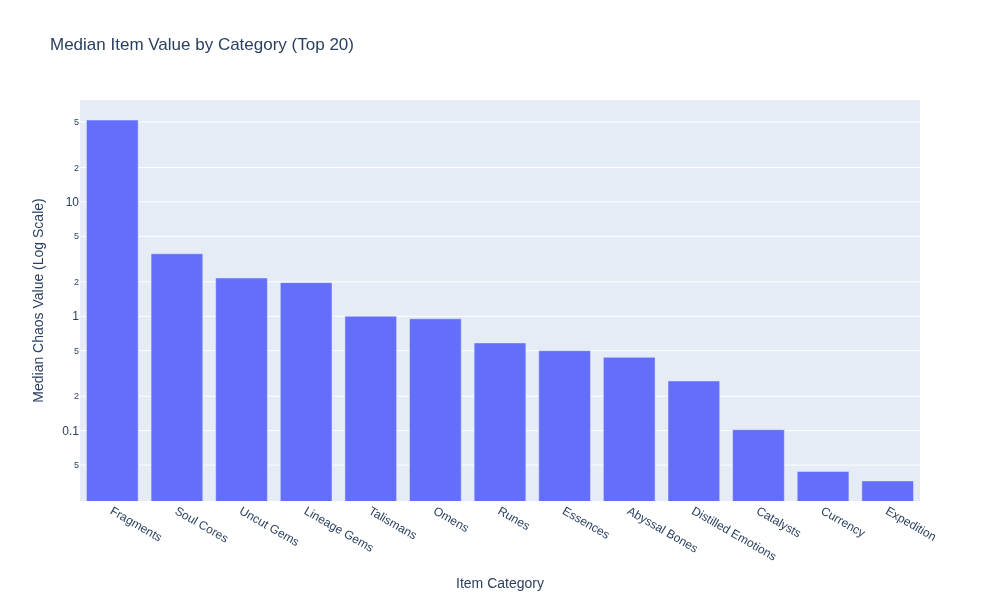 Median Item Value by Category (Top 20)
Median Chaos Value (Log Scale)
5
2
10
5
2
1
5
2
0.1
5
Fragments
Soul Cores
Uncut Gems
Lineage Gems
Talismans
Omens
Runes
Essences
Abyssal Bones
Distilled Emotions
Catalysts
Currency
Expedition
Item Category